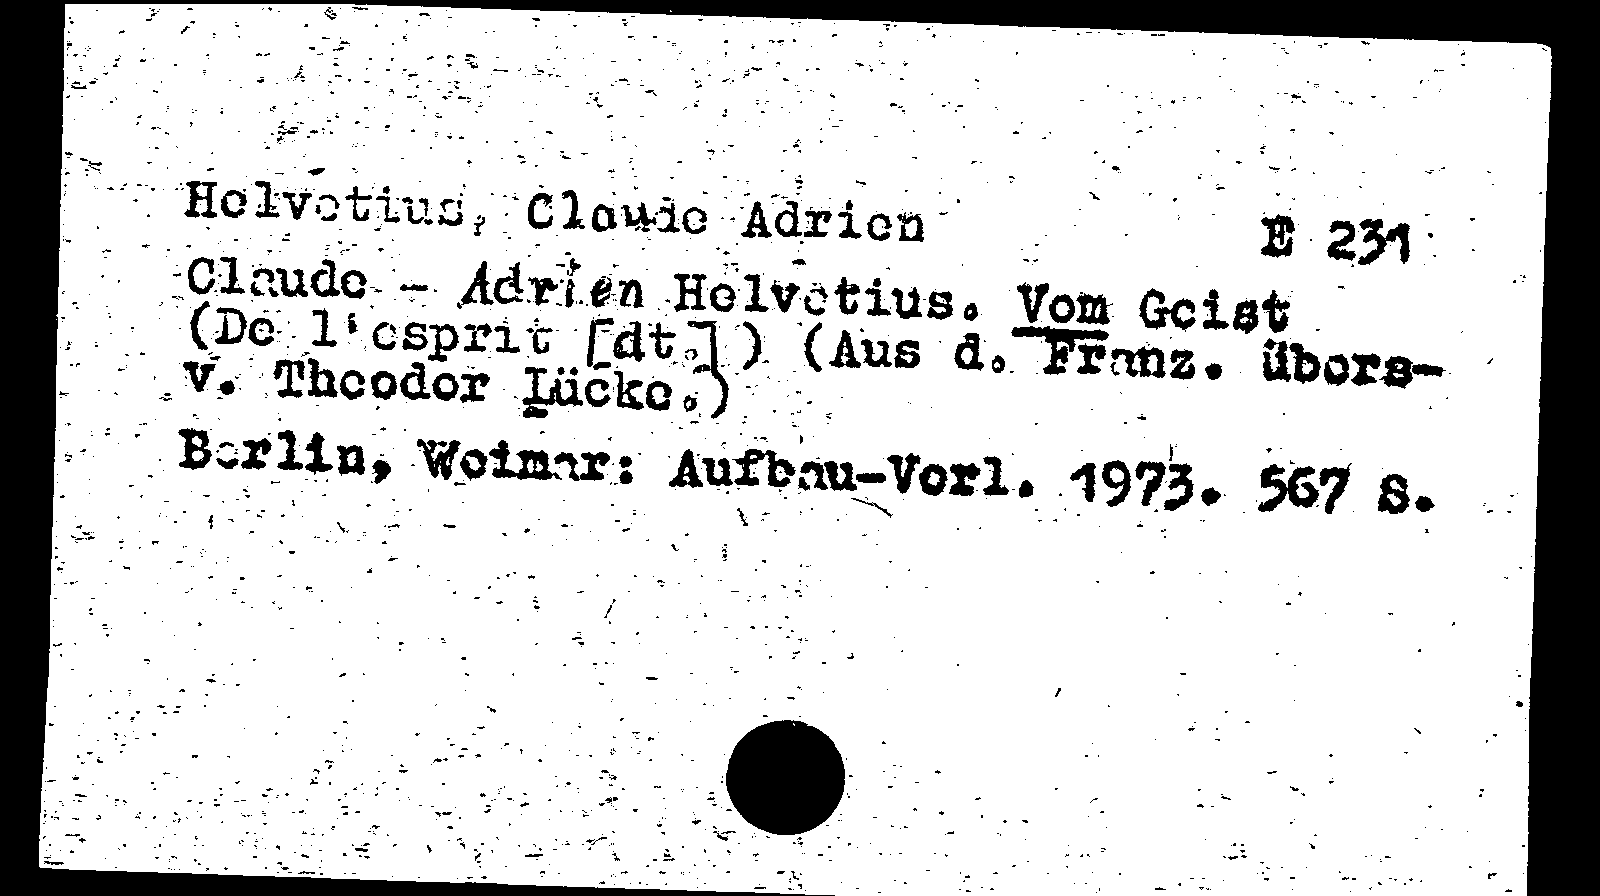 Helvetius, Claude Adrien
E 231
Claude - Adrien Helvetius. Vom Geist
(De l'esprit [dt.]) (Aus d. Franz. übers-
v. Theodor Lücke.)
Berlin, Weimar: Aufbau-Verl. 1973. 567 S.